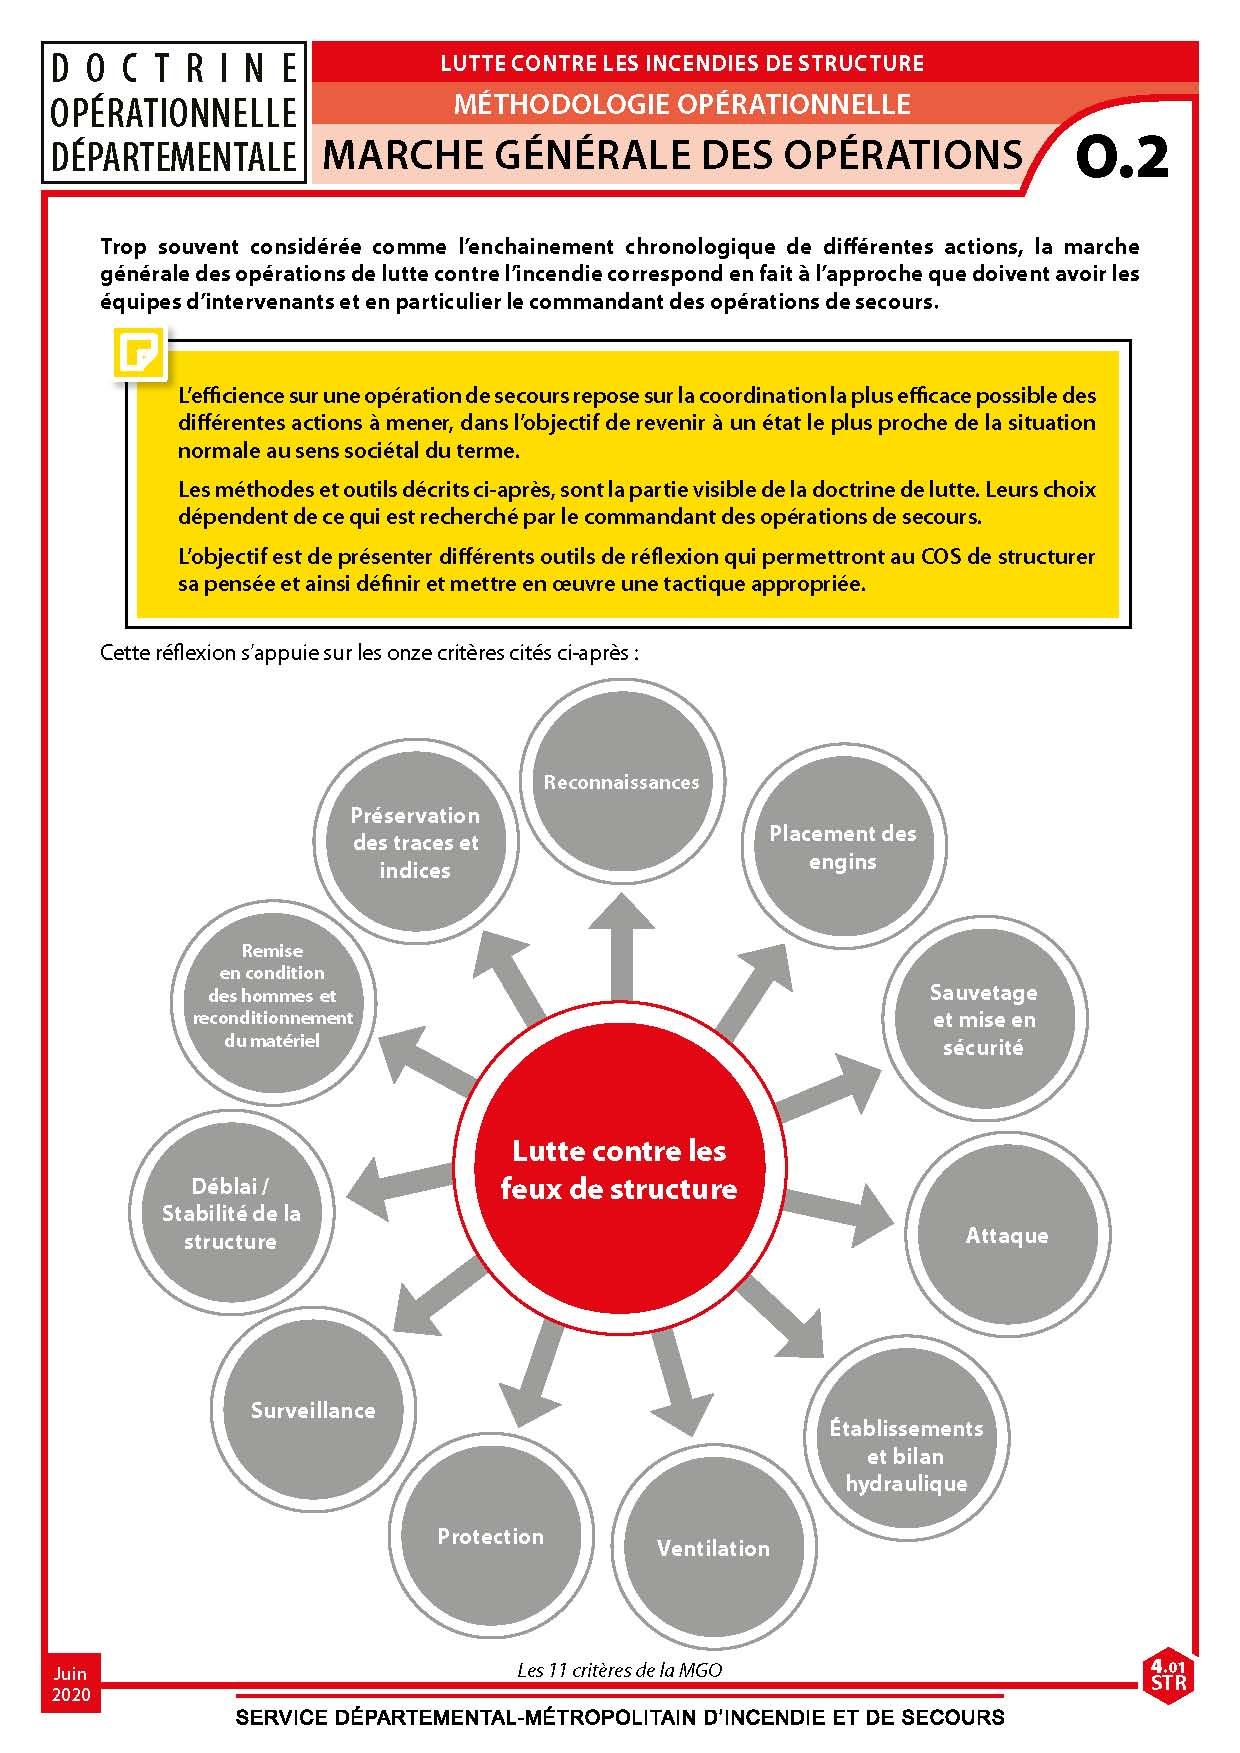 DOCTRINE
OPÉRATIONNELLE
DÉPARTEMENTALE
LUTTE CONTRE LES INCENDIES DE STRUCTURE
MÉTHODOLOGIE OPÉRATIONNELLE
MARCHE GÉNÉRALE DES OPÉRATIONS
O.2
Trop souvent considérée comme l'enchainement chronologique de différentes actions, la marche
générale des opérations de lutte contre l'incendie correspond en fait à l'approche que doivent avoir les
équipes d'intervenants et en particulier le commandant des opérations de secours.
L'efficience sur une opération de secours repose sur la coordination la plus efficace possible des
différentes actions à mener, dans l'objectif de revenir à un état le plus proche de la situation
normale au sens sociétal du terme.
Les méthodes et outils décrits ci-après, sont la partie visible de la doctrine de lutte. Leurs choix
dépendent de ce qui est recherché par le commandant des opérations de secours.
L'objectif est de présenter différents outils de réflexion qui permettront au COS de structurer
sa pensée et ainsi définir et mettre en œuvre une tactique appropriée.
Cette réflexion s'appuie sur les onze critères cités ci-après :
Reconnaissances
Placement des
engins
Sauvetage
et mise en
sécurité
Attaque
Établissements
et bilan
hydraulique
Ventilation
Protection
Surveillance
Déblai /
Stabilité de la
structure
Remise
en condition
des hommes et
reconditionnement
du matériel
Préservation
des traces et
indices
Lutte contre les
feux de structure
Les 11 critères de la MGO
Juin
2020
4.01
STR
SERVICE DÉPARTEMENTAL-MÉTROPOLITAIN D'INCENDIE ET DE SECOURS